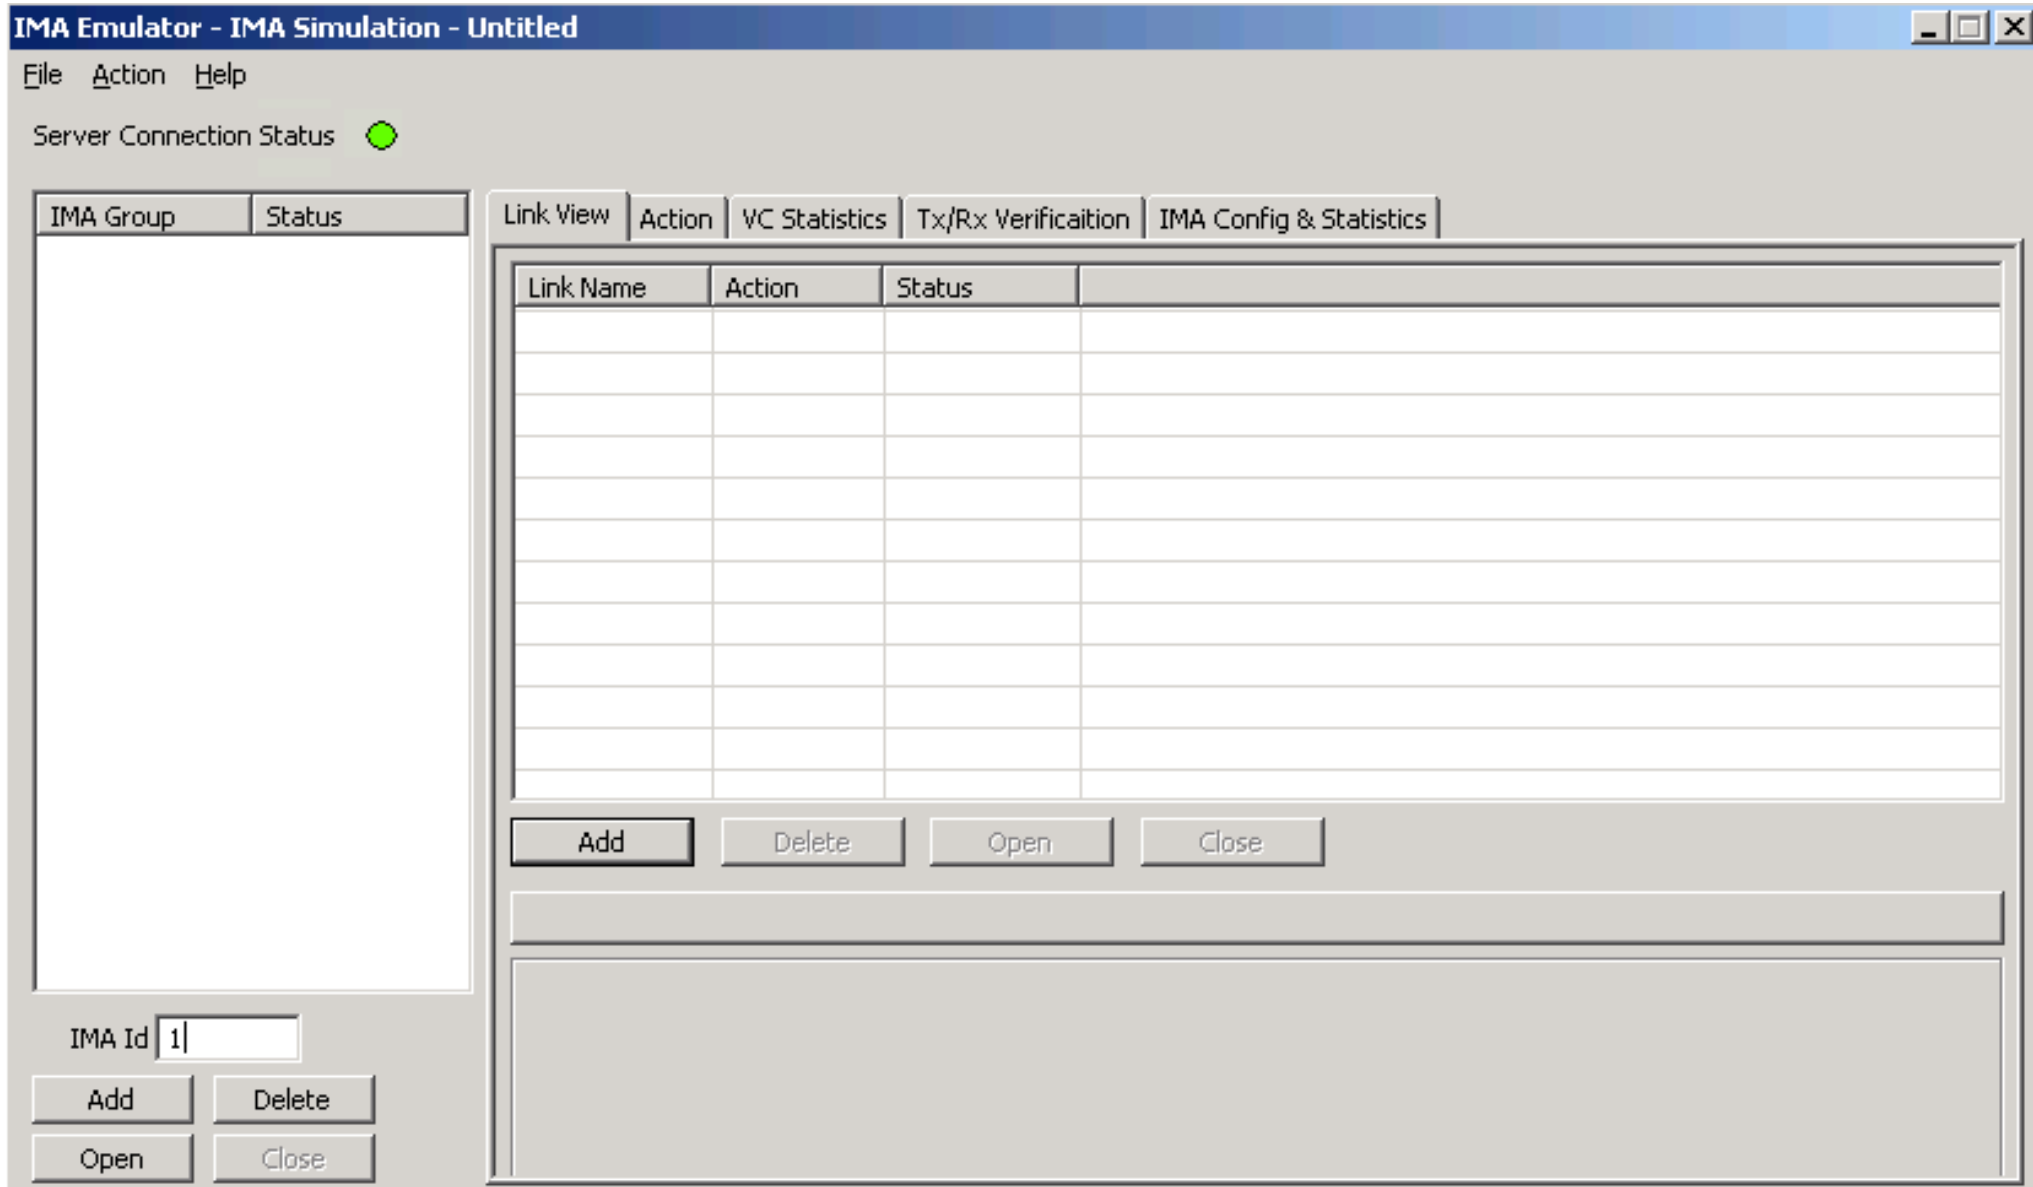 IMA Emulator - IMA Simulation - Untitled
File Action Help
Server Connection Status
IMA Group Status
Link View Action VC Statistics Tx/Rx Verificaition IMA Config & Statistics
Link Name Action Status
Add Delete Open Close
IMA Id 1
Add Delete
Open Close